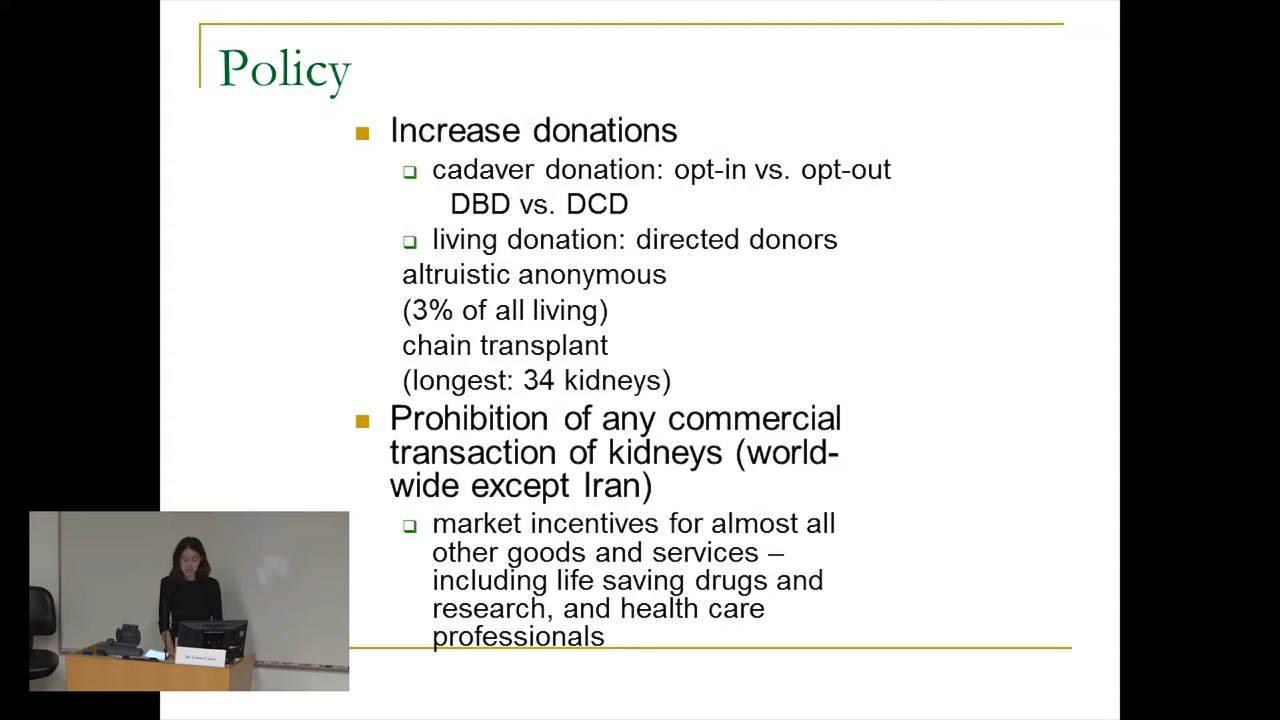 Policy
Increase donations
cadaver donation: opt-in vs. opt-out
DBD vs. DCD
living donation: directed donors
altruistic anonymous
(3% of all living)
chain transplant
(longest: 34 kidneys)
Prohibition of any commercial
transaction of kidneys (world-
wide except Iran)
market incentives for almost all
other goods and services –
including life saving drugs and
research, and health care
professionals